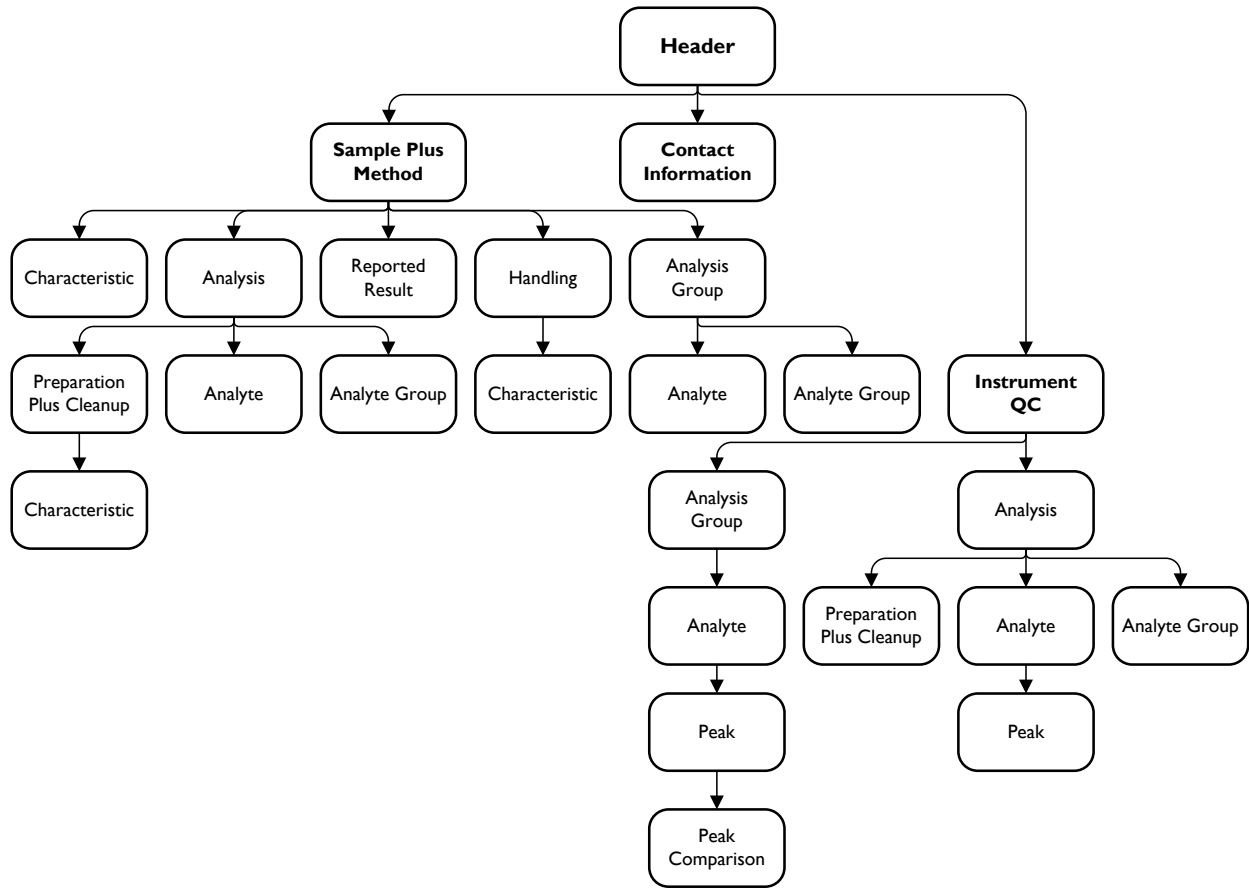 Header
Sample Plus
Method
Contact
Information
Characteristic
Analysis
Reported
Result
Handling
Analysis
Group
Preparation
Plus Cleanup
Analyte
Analyte Group
Characteristic
Analyte
Analyte Group
Instrument
QC
Characteristic
Analysis
Group
Analysis
Analyte
Preparation
Plus Cleanup
Analyte
Analyte Group
Peak
Peak
Peak
Comparison